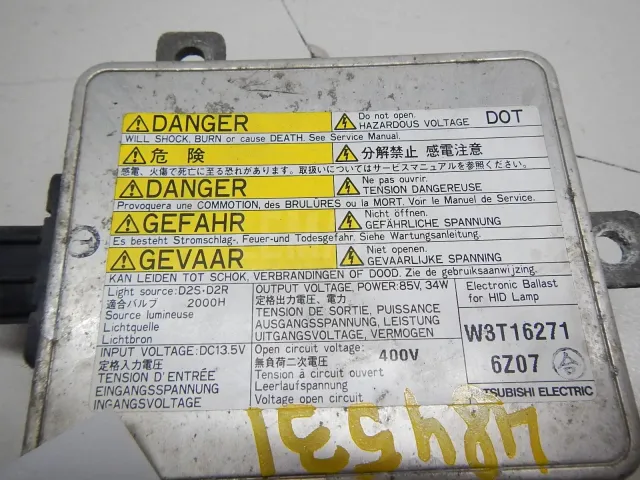 DANGER
Do not open.
HAZARDOUS VOLTAGE
DOT
WILL SHOCK, BURN or cause DEATH. See Service Manual.
危険
分解禁止 感電注意
感電、火傷で死に至る恐れがあります。取扱いについてはサービスマニュアルを参照ください。
DANGER
Ne pas ouvrir.
TENSION DANGEREUSE
Provoquera une COMMOTION, des BRULÛRES ou la MORT. Voir le Manuel de Service.
GEFAHR
Nicht öffnen.
GEFÄHRLICHE SPANNUNG
Es besteht Stromschlag-, Feuer-und Todesgefahr. Siehe Wartungsanleitung.
GEVAAR
Niet openen.
GEVAARLIJKE SPANNING
KAN LEIDEN TOT SCHOK, VERBRANDINGEN OF DOOD. Zie de gebruiksaanwijzing.
Light source:D2S・D2R
適合バルブ 2000H
Source lumineuse
Lichtquelle
Lichtbron
OUTPUT VOLTAGE, POWER:85V, 34W
定格出力電圧、電力
TENSION DE SORTIE, PUISSANCE
AUSGANGSSPANNUNG, LEISTUNG
UITGANGSVOLTAGE, VERMOGEN
Electronic Ballast
for HID Lamp
W3T16271
6Z07
INPUT VOLTAGE:DC13.5V
定格入力電圧
TENSION D'ENTRÉE
EINGANGSSPANNUNG
INGANGSVOLTAGE
Open circuit voltage:
無負荷二次電圧 400V
Tension à circuit ouvert
Leerlaufspannung
Voltage open circuit
TSUBISHI ELECTRIC
484531